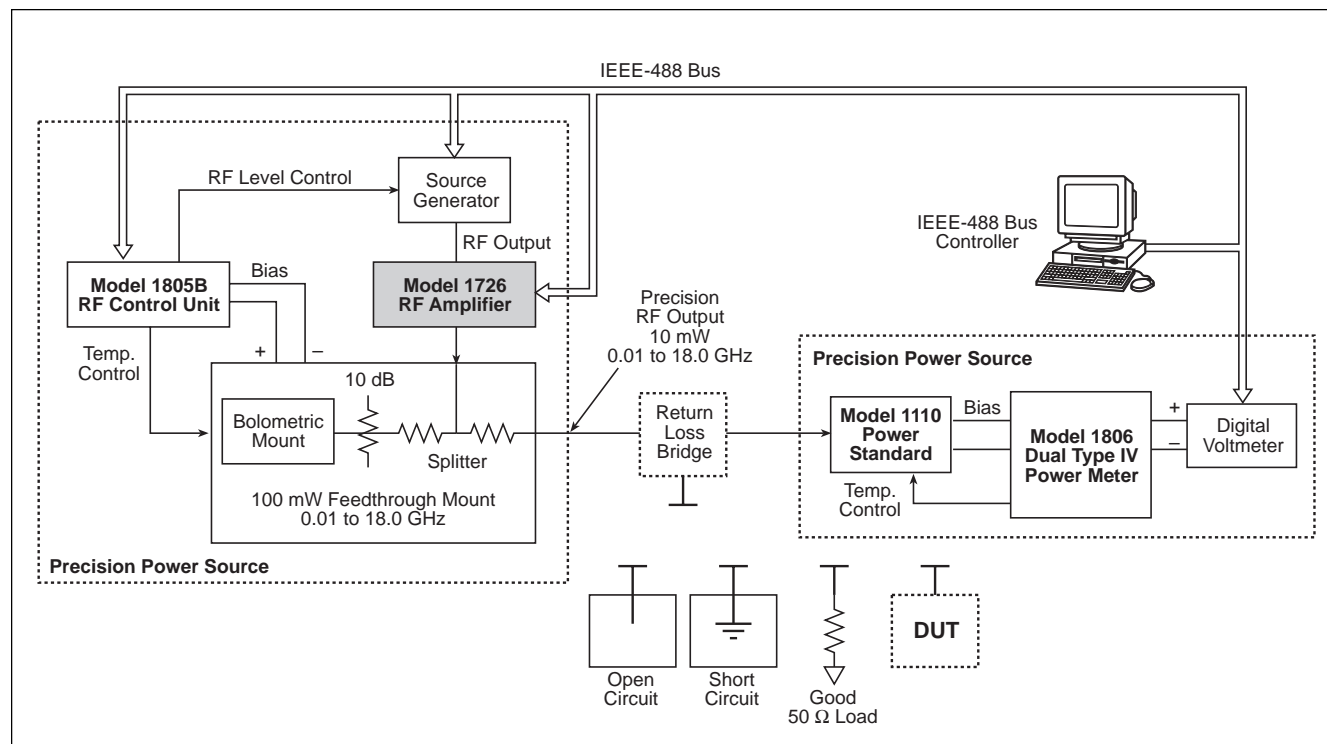 IEEE-488 Bus
RF Level Control
Source
Generator
RF Output
IEEE-488 Bus
Controller
Model 1805B
RF Control Unit
Bias
Model 1726
RF Amplifier
Temp.
Control
+
–
Precision
RF Output
10 mW
0.01 to 18.0 GHz
10 dB
Bolometric
Mount
Splitter
100 mW Feedthrough Mount
0.01 to 18.0 GHz
Precision Power Source
Return
Loss
Bridge
Precision Power Source
Model 1110
Power
Standard
Bias
Temp.
Control
Model 1806
Dual Type IV
Power Meter
+
–
Digital
Voltmeter
Open
Circuit
Short
Circuit
Good
50 Ω Load
DUT